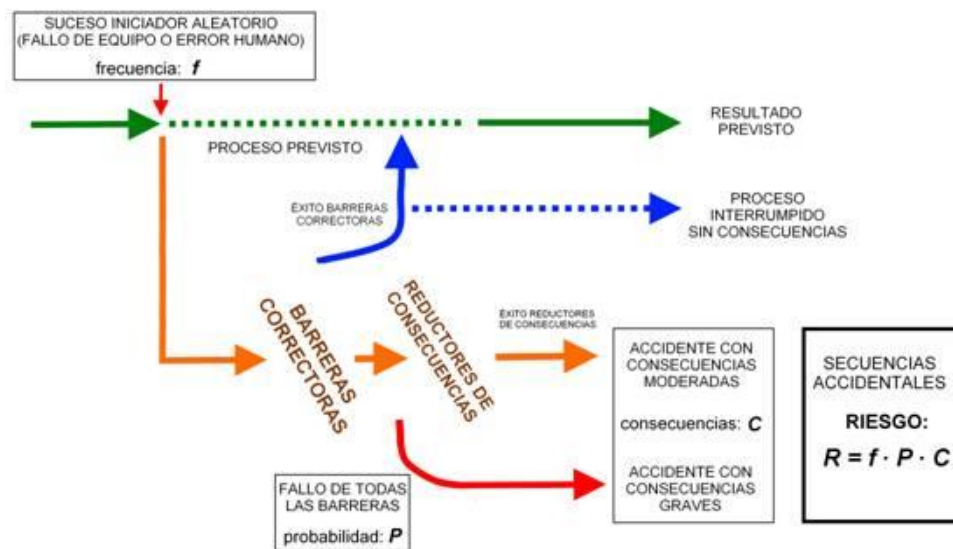 SUCESO INICIADOR ALEATORIO
(FALLO DE EQUIPO O ERROR HUMANO)
frecuencia: f
PROCESO PREVISTO
RESULTADO
PREVISTO
ÉXITO BARRERAS
CORRECTORAS
PROCESO
INTERRUMPIDO
SIN CONSECUENCIAS
BARRERAS
CORRECTORAS
REDUCTORES DE
CONSECUENCIAS
ÉXITO REDUCTORES
DE CONSECUENCIAS
ACCIDENTE CON
CONSECUENCIAS
MODERADAS
consecuencias: C
ACCIDENTE CON
CONSECUENCIAS
GRAVES
SECUENCIAS
ACCIDENTALES
RIESGO:
R = f · P · C
FALLO DE TODAS
LAS BARRERAS
probabilidad: P